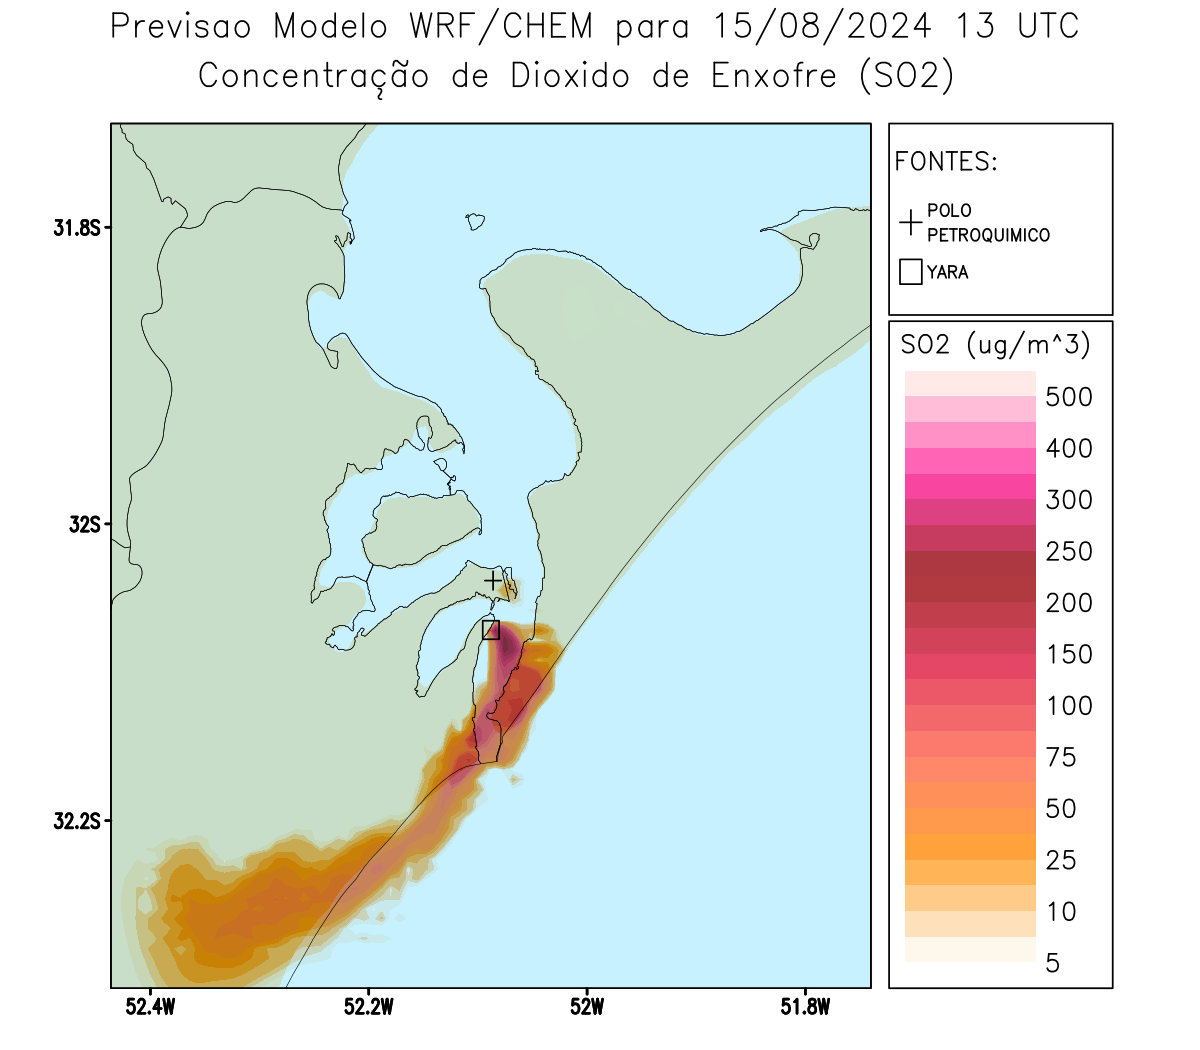 Previsao Modelo WRF/CHEM para 15/08/2024 13 UTC
Concentração de Dioxido de Enxofre (SO2)
FONTES:
POLO
PETROQUIMICO
YARA
SO2 (ug/m^3)
500
400
300
250
200
150
100
75
50
25
10
5
31.8S
32S
32.2S
52.4W
52.2W
52W
51.8W